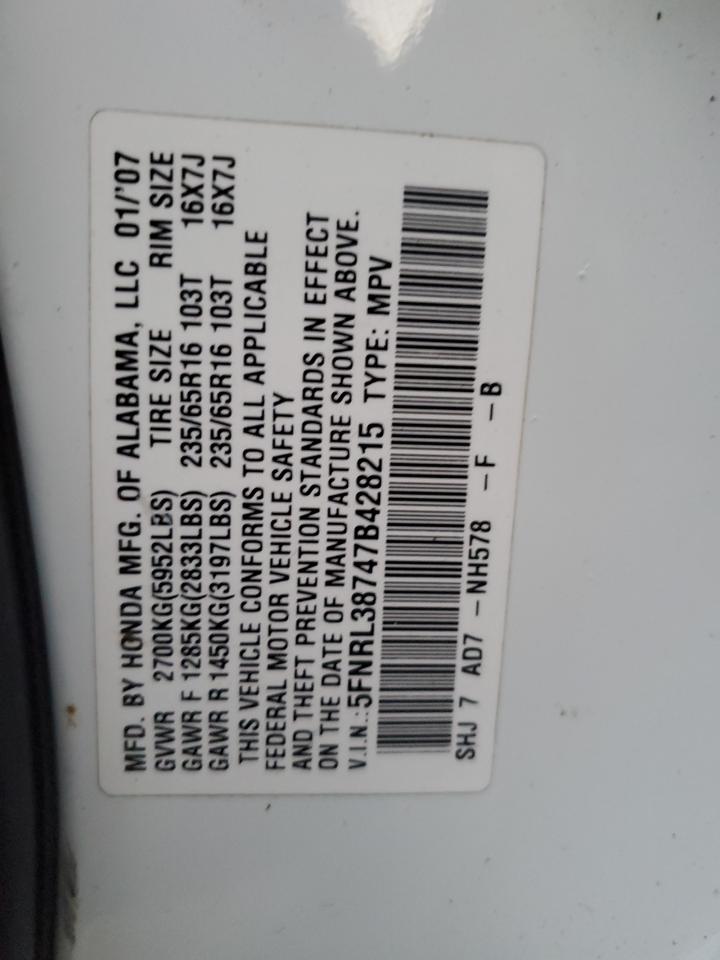 MFD. BY HONDA MFG. OF ALABAMA, LLC 01/'07
GVWR 2700KG(5952LBS) TIRE SIZE RIM SIZE
GAWR F 1285KG(2833LBS) 235/65R16 103T 16X7J
GAWR R 1450KG(3197LBS) 235/65R16 103T 16X7J
THIS VEHICLE CONFORMS TO ALL APPLICABLE
FEDERAL MOTOR VEHICLE SAFETY
AND THEFT PREVENTION STANDARDS IN EFFECT
ON THE DATE OF MANUFACTURE SHOWN ABOVE.
V.I.N.:5FNRL38747B428215 TYPE: MPV
SHJ 7 AD7 -NH578 -F -B